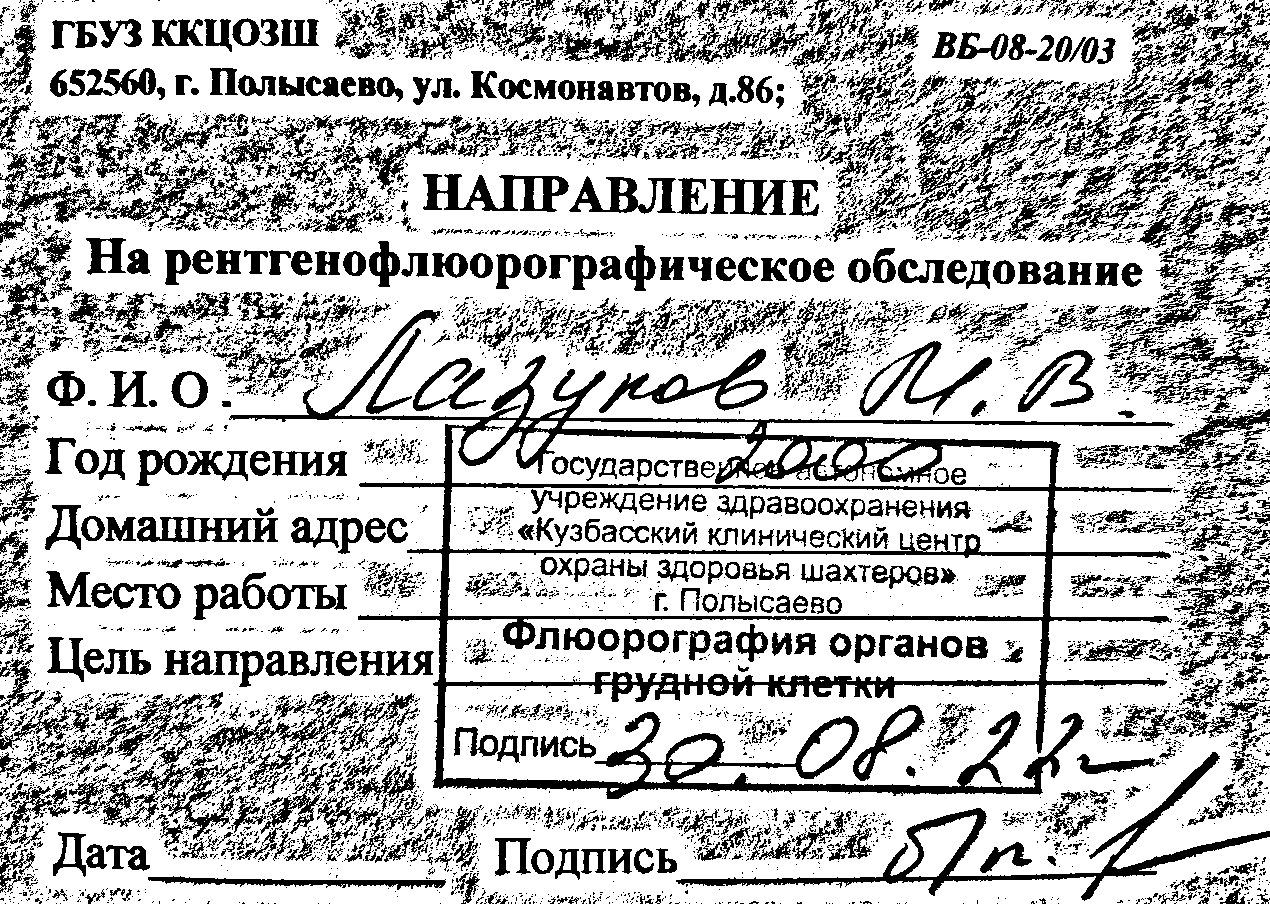 ГБУЗ ККЦОЗШ
ВБ-08-20/03
652560, г. Полысаево, ул. Космонавтов, д.86;
НАПРАВЛЕНИЕ
На рентгенофлюорографическое обследование
Ф. И. О. Лазунов И. В.
Год рождения 2000
Государственное автономное
учреждение здравоохранения
Домашний адрес
«Кузбасский клинический центр
охраны здоровья шахтеров»
Место работы
г. Полысаево
Флюорография органов
Цель направления
грудной клетки
Подпись 30.08.22г
Дата Подпись